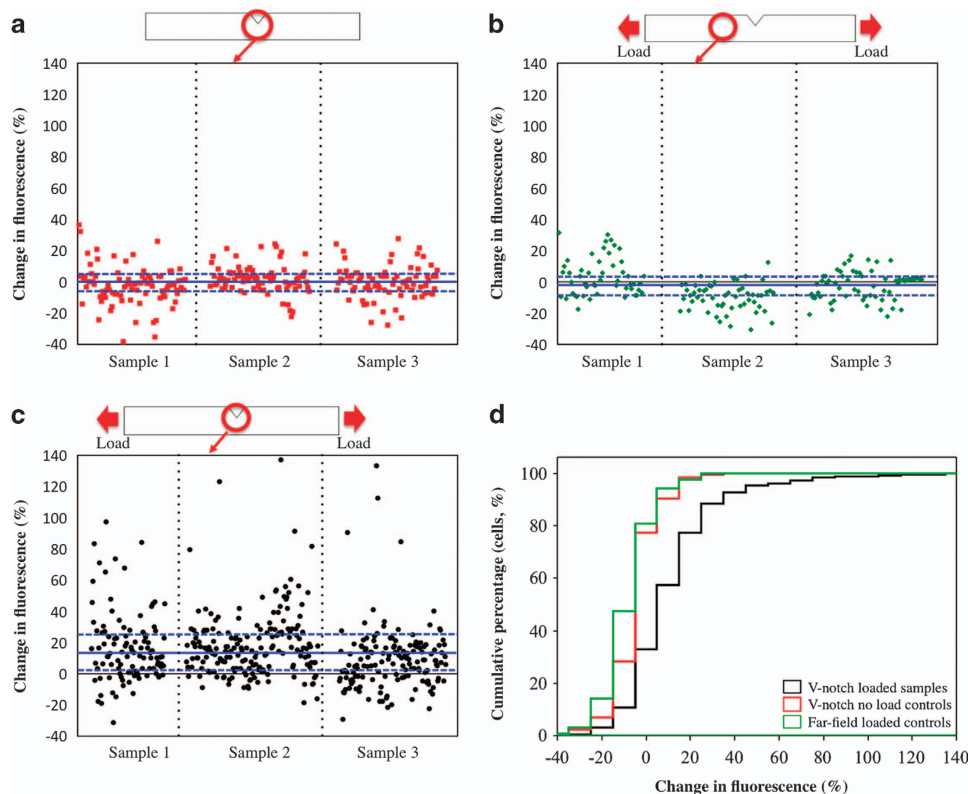 a
Change in fluorescence (%)
140
120
100
80
60
40
20
0
-20
-40
Sample 1 Sample 2 Sample 3
b
Load Load
Change in fluorescence (%)
140
120
100
80
60
40
20
0
-20
-40
Sample 1 Sample 2 Sample 3
c
Load Load
Change in fluorescence (%)
140
120
100
80
60
40
20
0
-20
-40
Sample 1 Sample 2 Sample 3
d
Cumulative percentage (cells, %)
100
80
60
40
20
0
V-notch loaded samples
V-notch no load controls
Far-field loaded controls
-40 -20 0 20 40 60 80 100 120 140
Change in fluorescence (%)